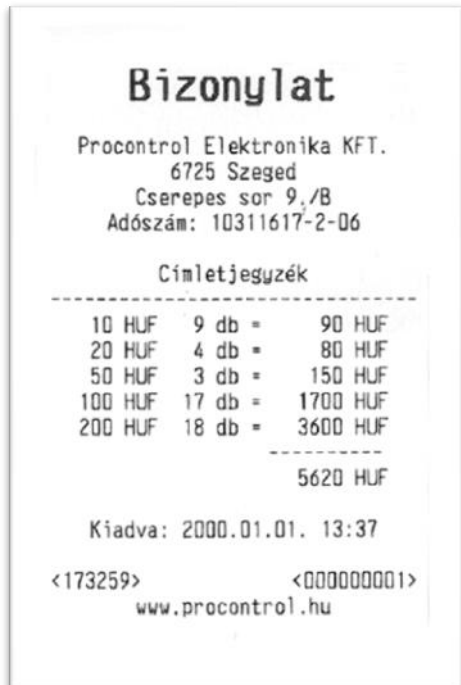 Bizonylat
Procontrol Elektronika KFT.
6725 Szeged
Cserepes sor 9./B
Adószám: 10311617-2-06
Címletjegyzék
10 HUF 9 db = 90 HUF
20 HUF 4 db = 80 HUF
50 HUF 3 db = 150 HUF
100 HUF 17 db = 1700 HUF
200 HUF 18 db = 3600 HUF
5620 HUF
Kiadva: 2000.01.01. 13:37
<173259> <000000001>
www.procontrol.hu